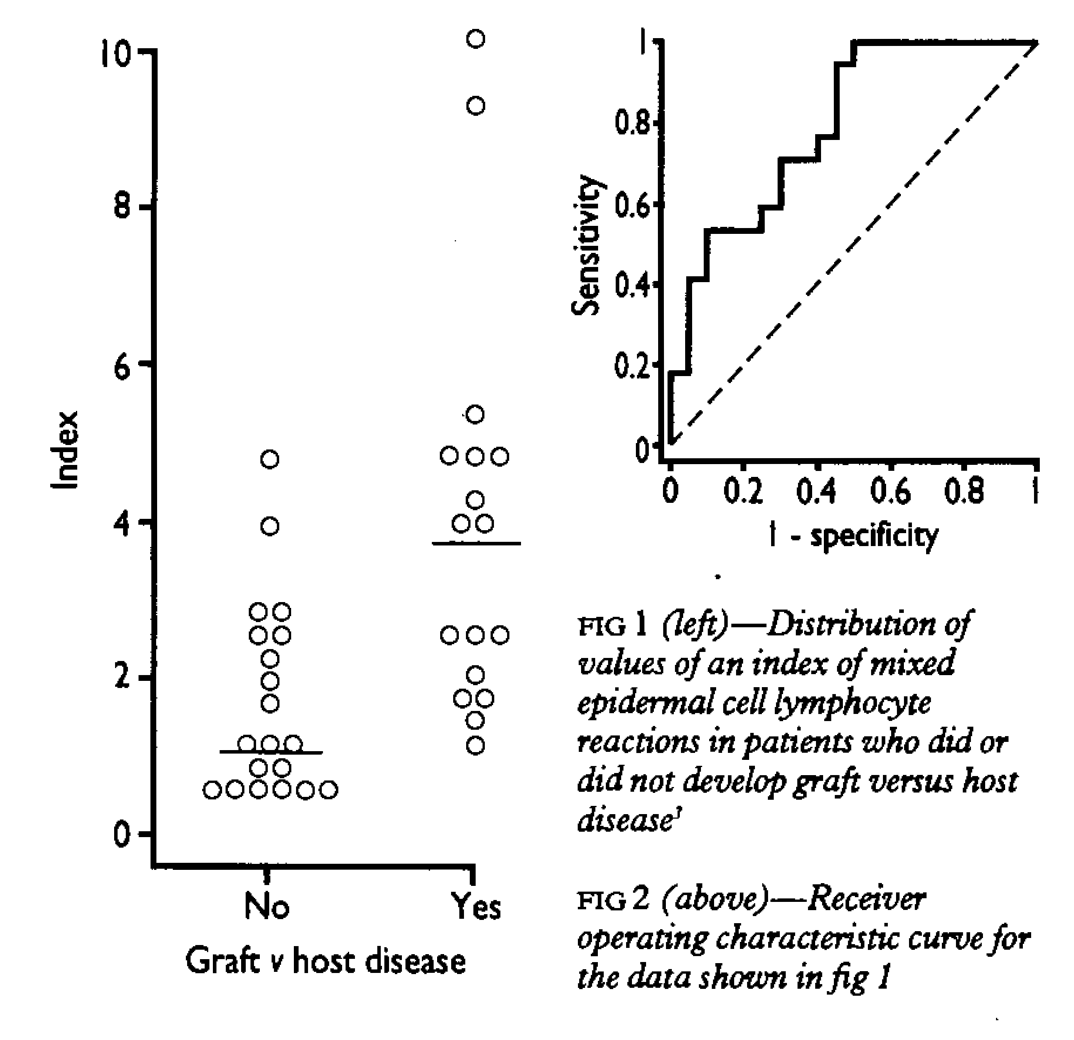 10
8
6
4
2
0
Index
No
Yes
Graft v host disease
1
0.8
0.6
0.4
0.2
0
Sensitivity
0 0.2 0.4 0.6 0.8 1
1 - specificity
FIG 1 (left)—Distribution of
values of an index of mixed
epidermal cell lymphocyte
reactions in patients who did or
did not develop graft versus host
disease¹
FIG 2 (above)—Receiver
operating characteristic curve for
the data shown in fig 1